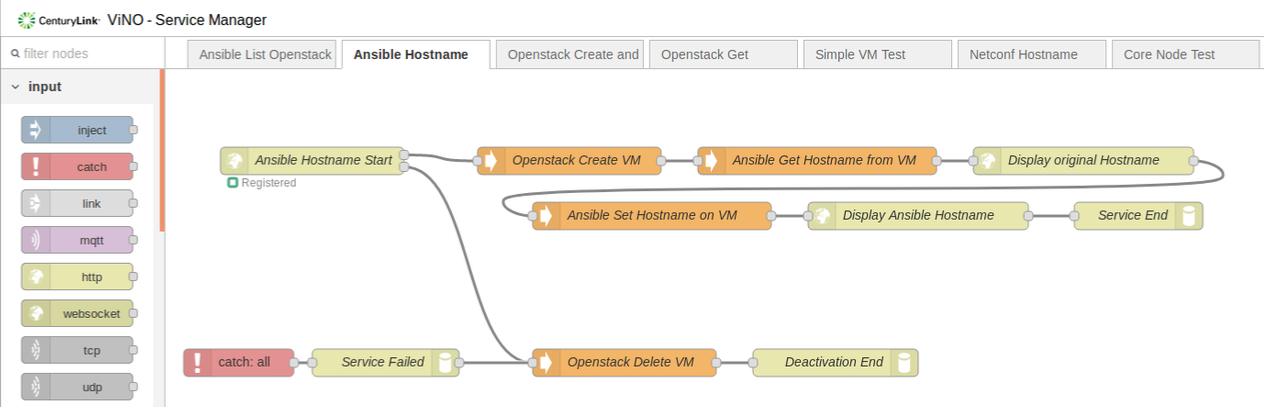 CenturyLink ViNO - Service Manager
filter nodes
Ansible List Openstack
Ansible Hostname
Openstack Create and
Openstack Get
Simple VM Test
Netconf Hostname
Core Node Test
input
inject
catch
link
mqtt
http
websocket
tcp
udp
Ansible Hostname Start
Registered
Openstack Create VM
Ansible Get Hostname from VM
Display original Hostname
Ansible Set Hostname on VM
Display Ansible Hostname
Service End
catch: all
Service Failed
Openstack Delete VM
Deactivation End